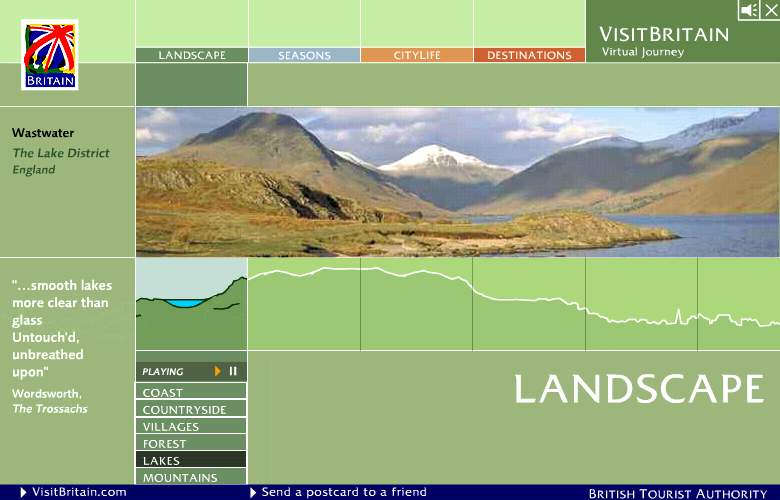 BRITAIN
LANDSCAPE
SEASONS
CITYLIFE
DESTINATIONS
VISITBRITAIN
Virtual Journey
Wastwater
The Lake District
England
"...smooth lakes
more clear than
glass
Untouch'd,
unbreathed
upon"
Wordsworth,
The Trossachs
PLAYING
COAST
COUNTRYSIDE
VILLAGES
FOREST
LAKES
MOUNTAINS
LANDSCAPE
VisitBritain.com
Send a postcard to a friend
BRITISH TOURIST AUTHORITY